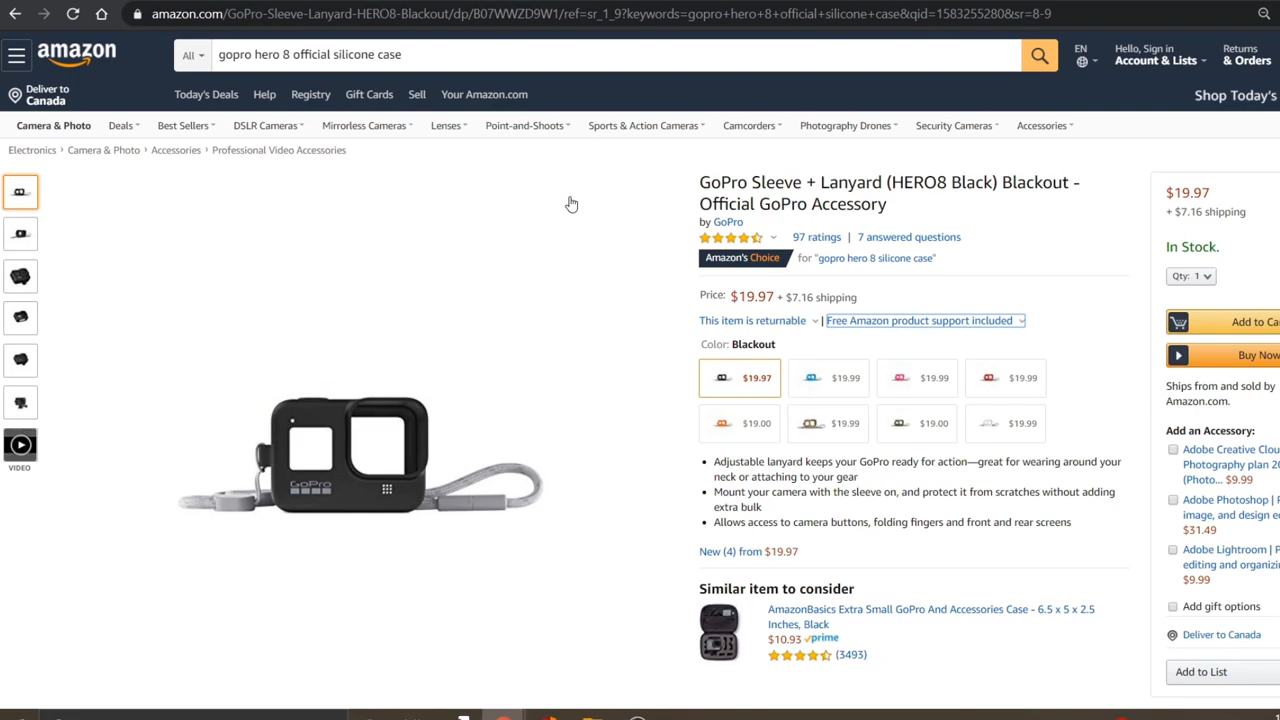 amazon.com/GoPro-Sleeve-Lanyard-HERO8-Blackout/dp/B07WWZD9W1/ref=sr_1_9?keywords=gopro+hero+8+official+silicone+case&qid=1583255280&sr=8-9
amazon
All
gopro hero 8 official silicone case
EN
Hello, Sign in
Account & Lists
Returns
& Orders
Deliver to
Canada
Today's Deals
Help
Registry
Gift Cards
Sell
Your Amazon.com
Shop Today's
Camera & Photo
Deals
Best Sellers
DSLR Cameras
Mirrorless Cameras
Lenses
Point-and-Shoots
Sports & Action Cameras
Camcorders
Photography Drones
Security Cameras
Accessories
Electronics › Camera & Photo › Accessories › Professional Video Accessories
VIDEO
GoPro
GoPro Sleeve + Lanyard (HERO8 Black) Blackout -
Official GoPro Accessory
by GoPro
97 ratings | 7 answered questions
Amazon's Choice for "gopro hero 8 silicone case"
Price: $19.97 + $7.16 shipping
This item is returnable | Free Amazon product support included
Color: Blackout
$19.97 $19.99 $19.99 $19.99
$19.00 $19.99 $19.00 $19.99
• Adjustable lanyard keeps your GoPro ready for action—great for wearing around your
neck or attaching to your gear
• Mount your camera with the sleeve on, and protect it from scratches without adding
extra bulk
• Allows access to camera buttons, folding fingers and front and rear screens
New (4) from $19.97
Similar item to consider
AmazonBasics Extra Small GoPro And Accessories Case - 6.5 x 5 x 2.5
Inches, Black
$10.93 prime
(3493)
$19.97
+ $7.16 shipping
In Stock.
Qty: 1
Add to Ca
Buy Now
Ships from and sold by
Amazon.com.
Add an Accessory:
Adobe Creative Clou
Photography plan 20
(Photo... $9.99
Adobe Photoshop | P
image, and design e
$31.49
Adobe Lightroom | P
editing and organizi
$9.99
Add gift options
Deliver to Canada
Add to List